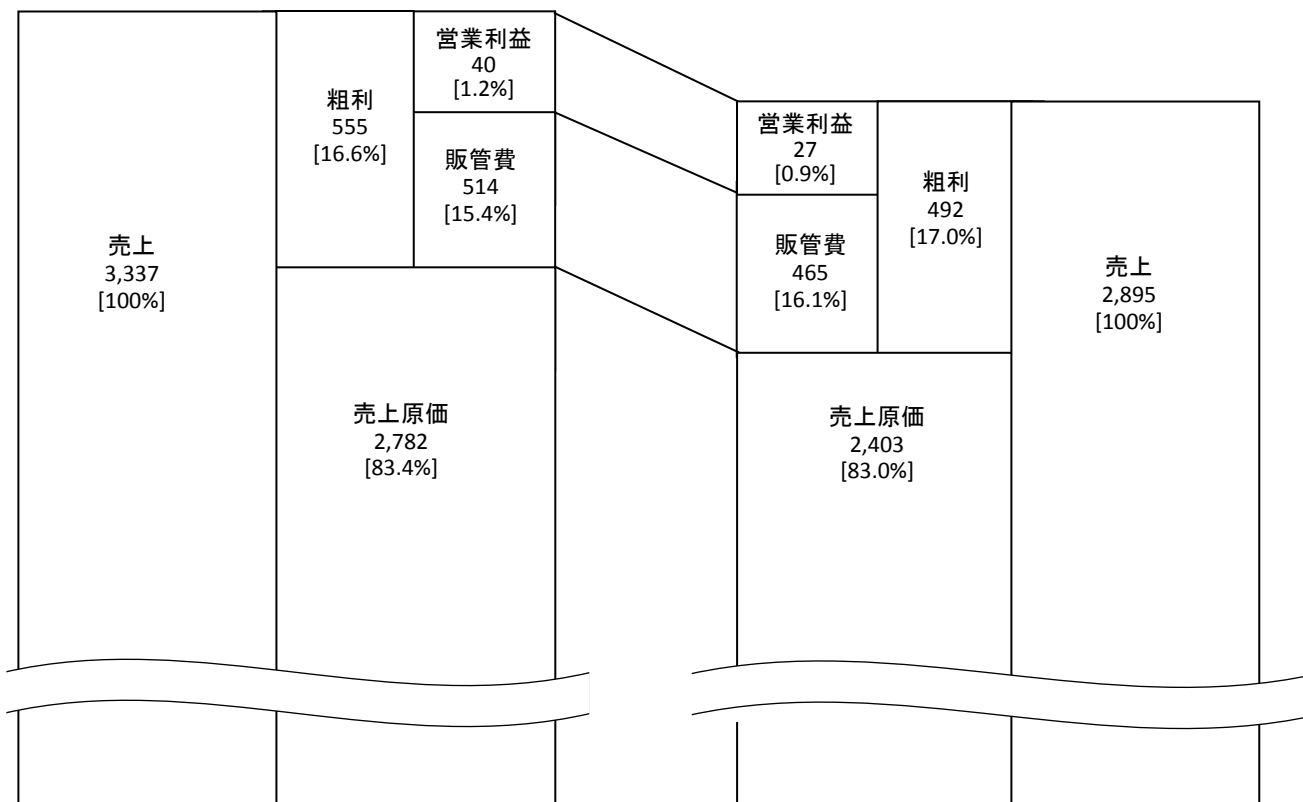 売上
3,337
[100%]
粗利
555
[16.6%]
営業利益
40
[1.2%]
販管費
514
[15.4%]
売上原価
2,782
[83.4%]
営業利益
27
[0.9%]
販管費
465
[16.1%]
粗利
492
[17.0%]
売上原価
2,403
[83.0%]
売上
2,895
[100%]